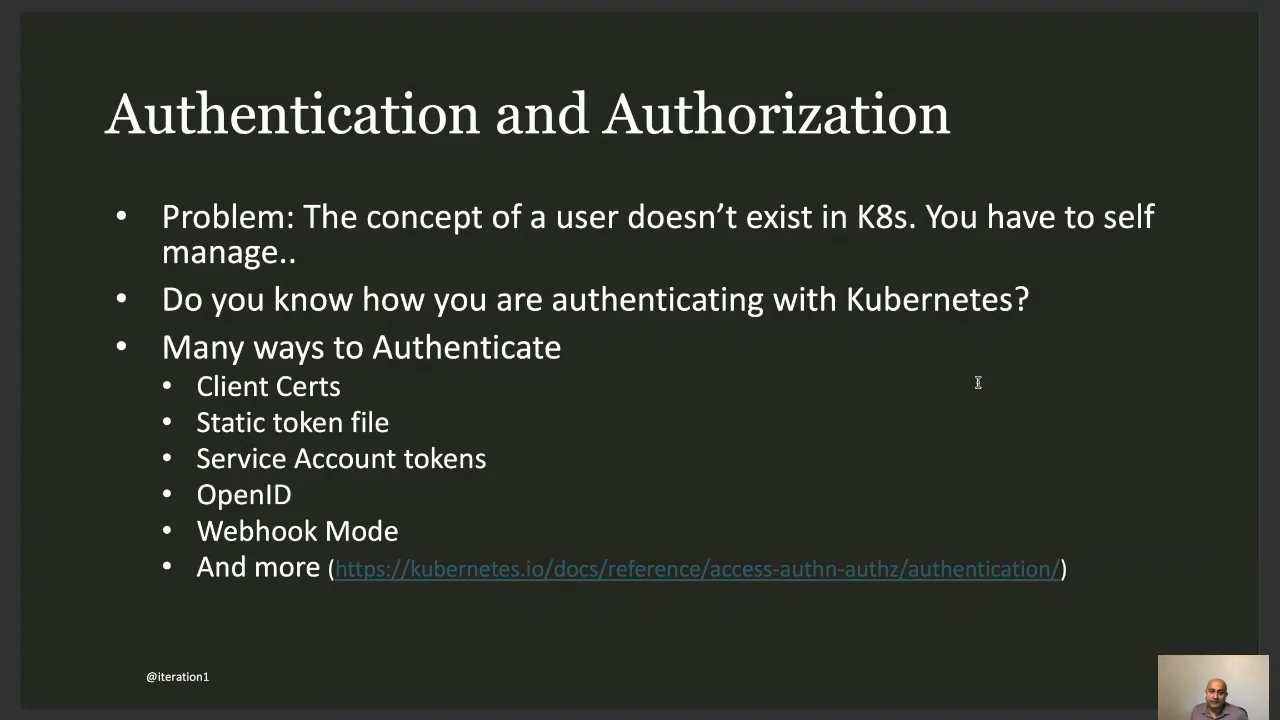 Authentication and Authorization
• Problem: The concept of a user doesn’t exist in K8s. You have to self
manage..
• Do you know how you are authenticating with Kubernetes?
• Many ways to Authenticate
• Client Certs
• Static token file
• Service Account tokens
• OpenID
• Webhook Mode
• And more (https://kubernetes.io/docs/reference/access-authn-authz/authentication/)
@iteration1